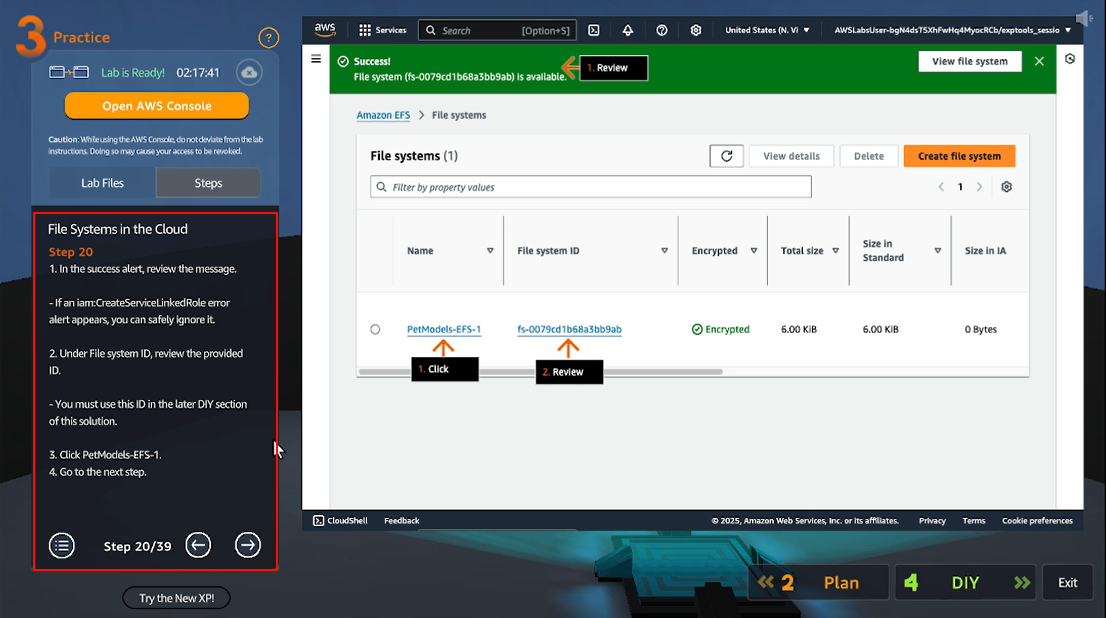 3 Practice
?
Lab is Ready! 02:17:41
Open AWS Console
Caution: While using the AWS Console, do not deviate from the lab
instructions. Doing so may cause your access to be revoked.
Lab Files
Steps
File Systems in the Cloud
Step 20
1. In the success alert, review the message.
- If an iam:CreateServiceLinkedRole error
alert appears, you can safely ignore it.
2. Under File system ID, review the provided
ID.
- You must use this ID in the later DIY section
of this solution.
3. Click PetModels-EFS-1.
4. Go to the next step.
Step 20/39
Try the New XP!
aws
Services
Search [Option+S]
United States (N. Vi
AWSLabsUser-bgN4dsT5XhFwHq4MyocRCb/exptools_sessio
Success!
File system (fs-0079cd1b68a3bb9ab) is available.
1. Review
View file system
Amazon EFS > File systems
File systems (1)
View details
Delete
Create file system
Filter by property values
1
Name
File system ID
Encrypted
Total size
Size in
Standard
Size in IA
PetModels-EFS-1
fs-0079cd1b68a3bb9ab
Encrypted
6.00 KiB
6.00 KiB
0 Bytes
1. Click
2. Review
CloudShell
Feedback
© 2025, Amazon Web Services, Inc. or its affiliates.
Privacy
Terms
Cookie preferences
2 Plan
4 DIY
Exit